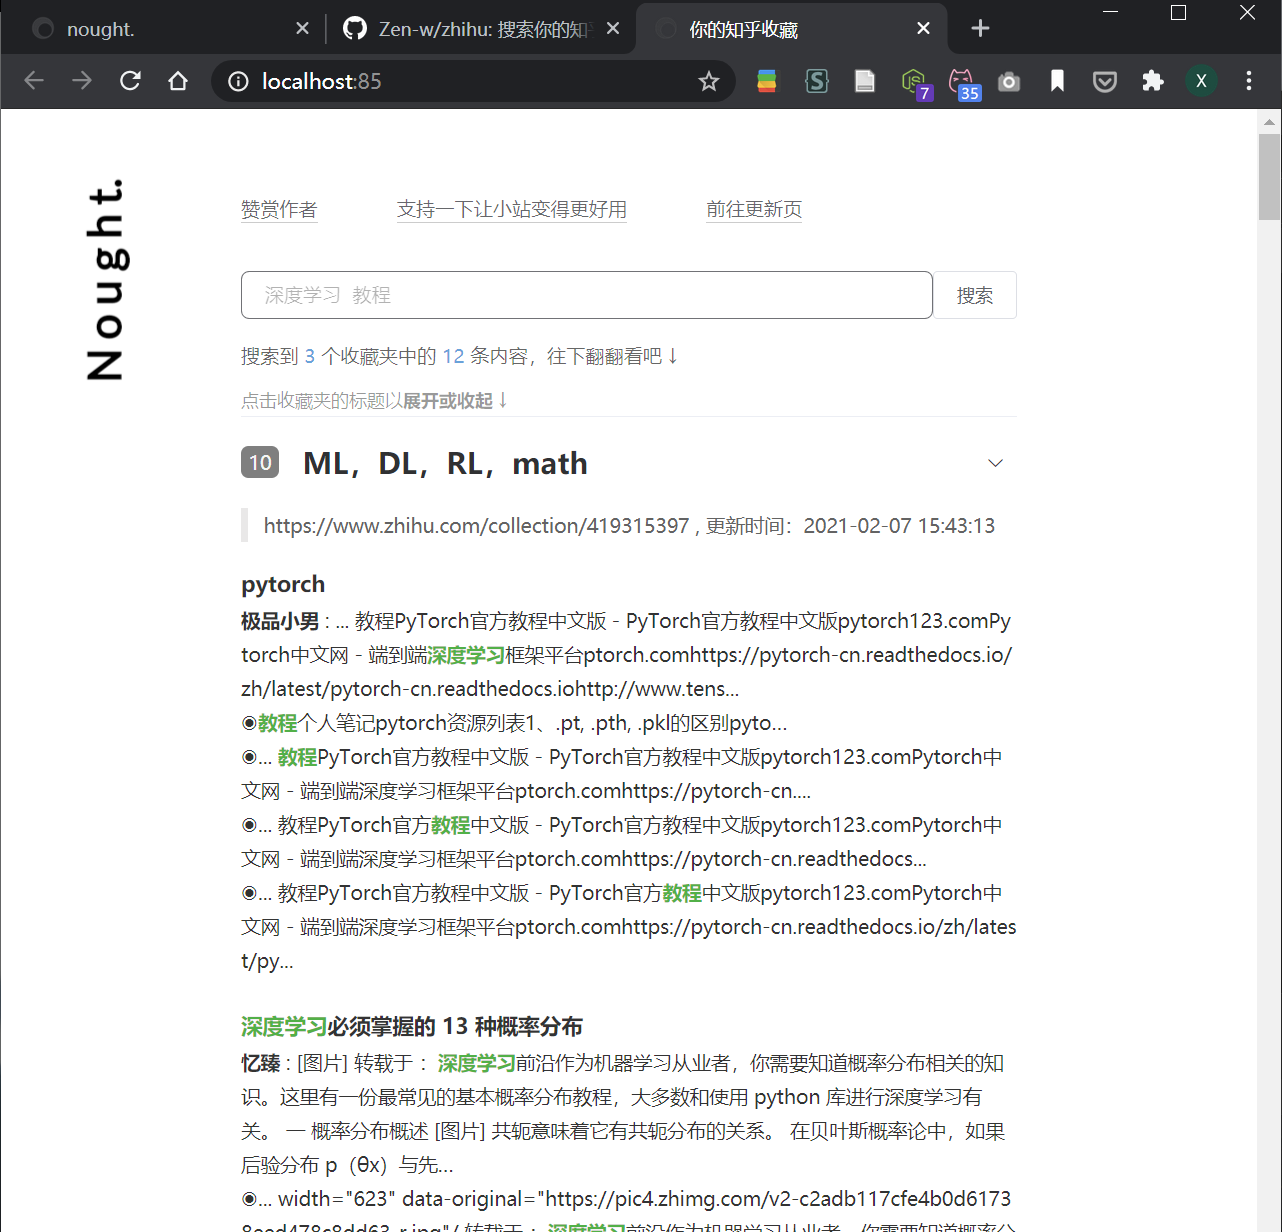 nought.
Zen-w/zhihu: 搜索你的知
你的知乎收藏
localhost:85
7
35
X
Nought.
赞赏作者 支持一下让小站变得更好用 前往更新页
深度学习 教程 搜索
搜索到 3 个收藏夹中的 12 条内容，往下翻翻看吧↓
点击收藏夹的标题以展开或收起↓
10 ML，DL，RL，math
https://www.zhihu.com/collection/419315397 , 更新时间：2021-02-07 15:43:13
pytorch
极品小男 : ... 教程PyTorch官方教程中文版 - PyTorch官方教程中文版pytorch123.comPy
torch中文网 - 端到端深度学习框架平台ptorch.comhttps://pytorch-cn.readthedocs.io/
zh/latest/pytorch-cn.readthedocs.iohttp://www.tens...
◉教程个人笔记pytorch资源列表1、.pt, .pth, .pkl的区别pyto...
◉... 教程PyTorch官方教程中文版 - PyTorch官方教程中文版pytorch123.comPytorch中
文网 - 端到端深度学习框架平台ptorch.comhttps://pytorch-cn....
◉... 教程PyTorch官方教程中文版 - PyTorch官方教程中文版pytorch123.comPytorch中
文网 - 端到端深度学习框架平台ptorch.comhttps://pytorch-cn.readthedocs...
◉... 教程PyTorch官方教程中文版 - PyTorch官方教程中文版pytorch123.comPytorch中
文网 - 端到端深度学习框架平台ptorch.comhttps://pytorch-cn.readthedocs.io/zh/lates
t/py...
深度学习必须掌握的 13 种概率分布
忆臻 : [图片] 转载于 ：深度学习前沿作为机器学习从业者，你需要知道概率分布相关的知
识。这里有一份最常见的基本概率分布教程，大多数和使用 python 库进行深度学习有
关。 一 概率分布概述 [图片] 共轭意味着它有共轭分布的关系。 在贝叶斯概率论中，如果
后验分布 p（θx）与先...
◉... width="623" data-original="https://pic4.zhimg.com/v2-c2adb117cfe4b0d6173
8eed478c8dd63_r.jpg"/ 转载于 ：深度学习前沿作为机器学习从业者，你需要知道概率分